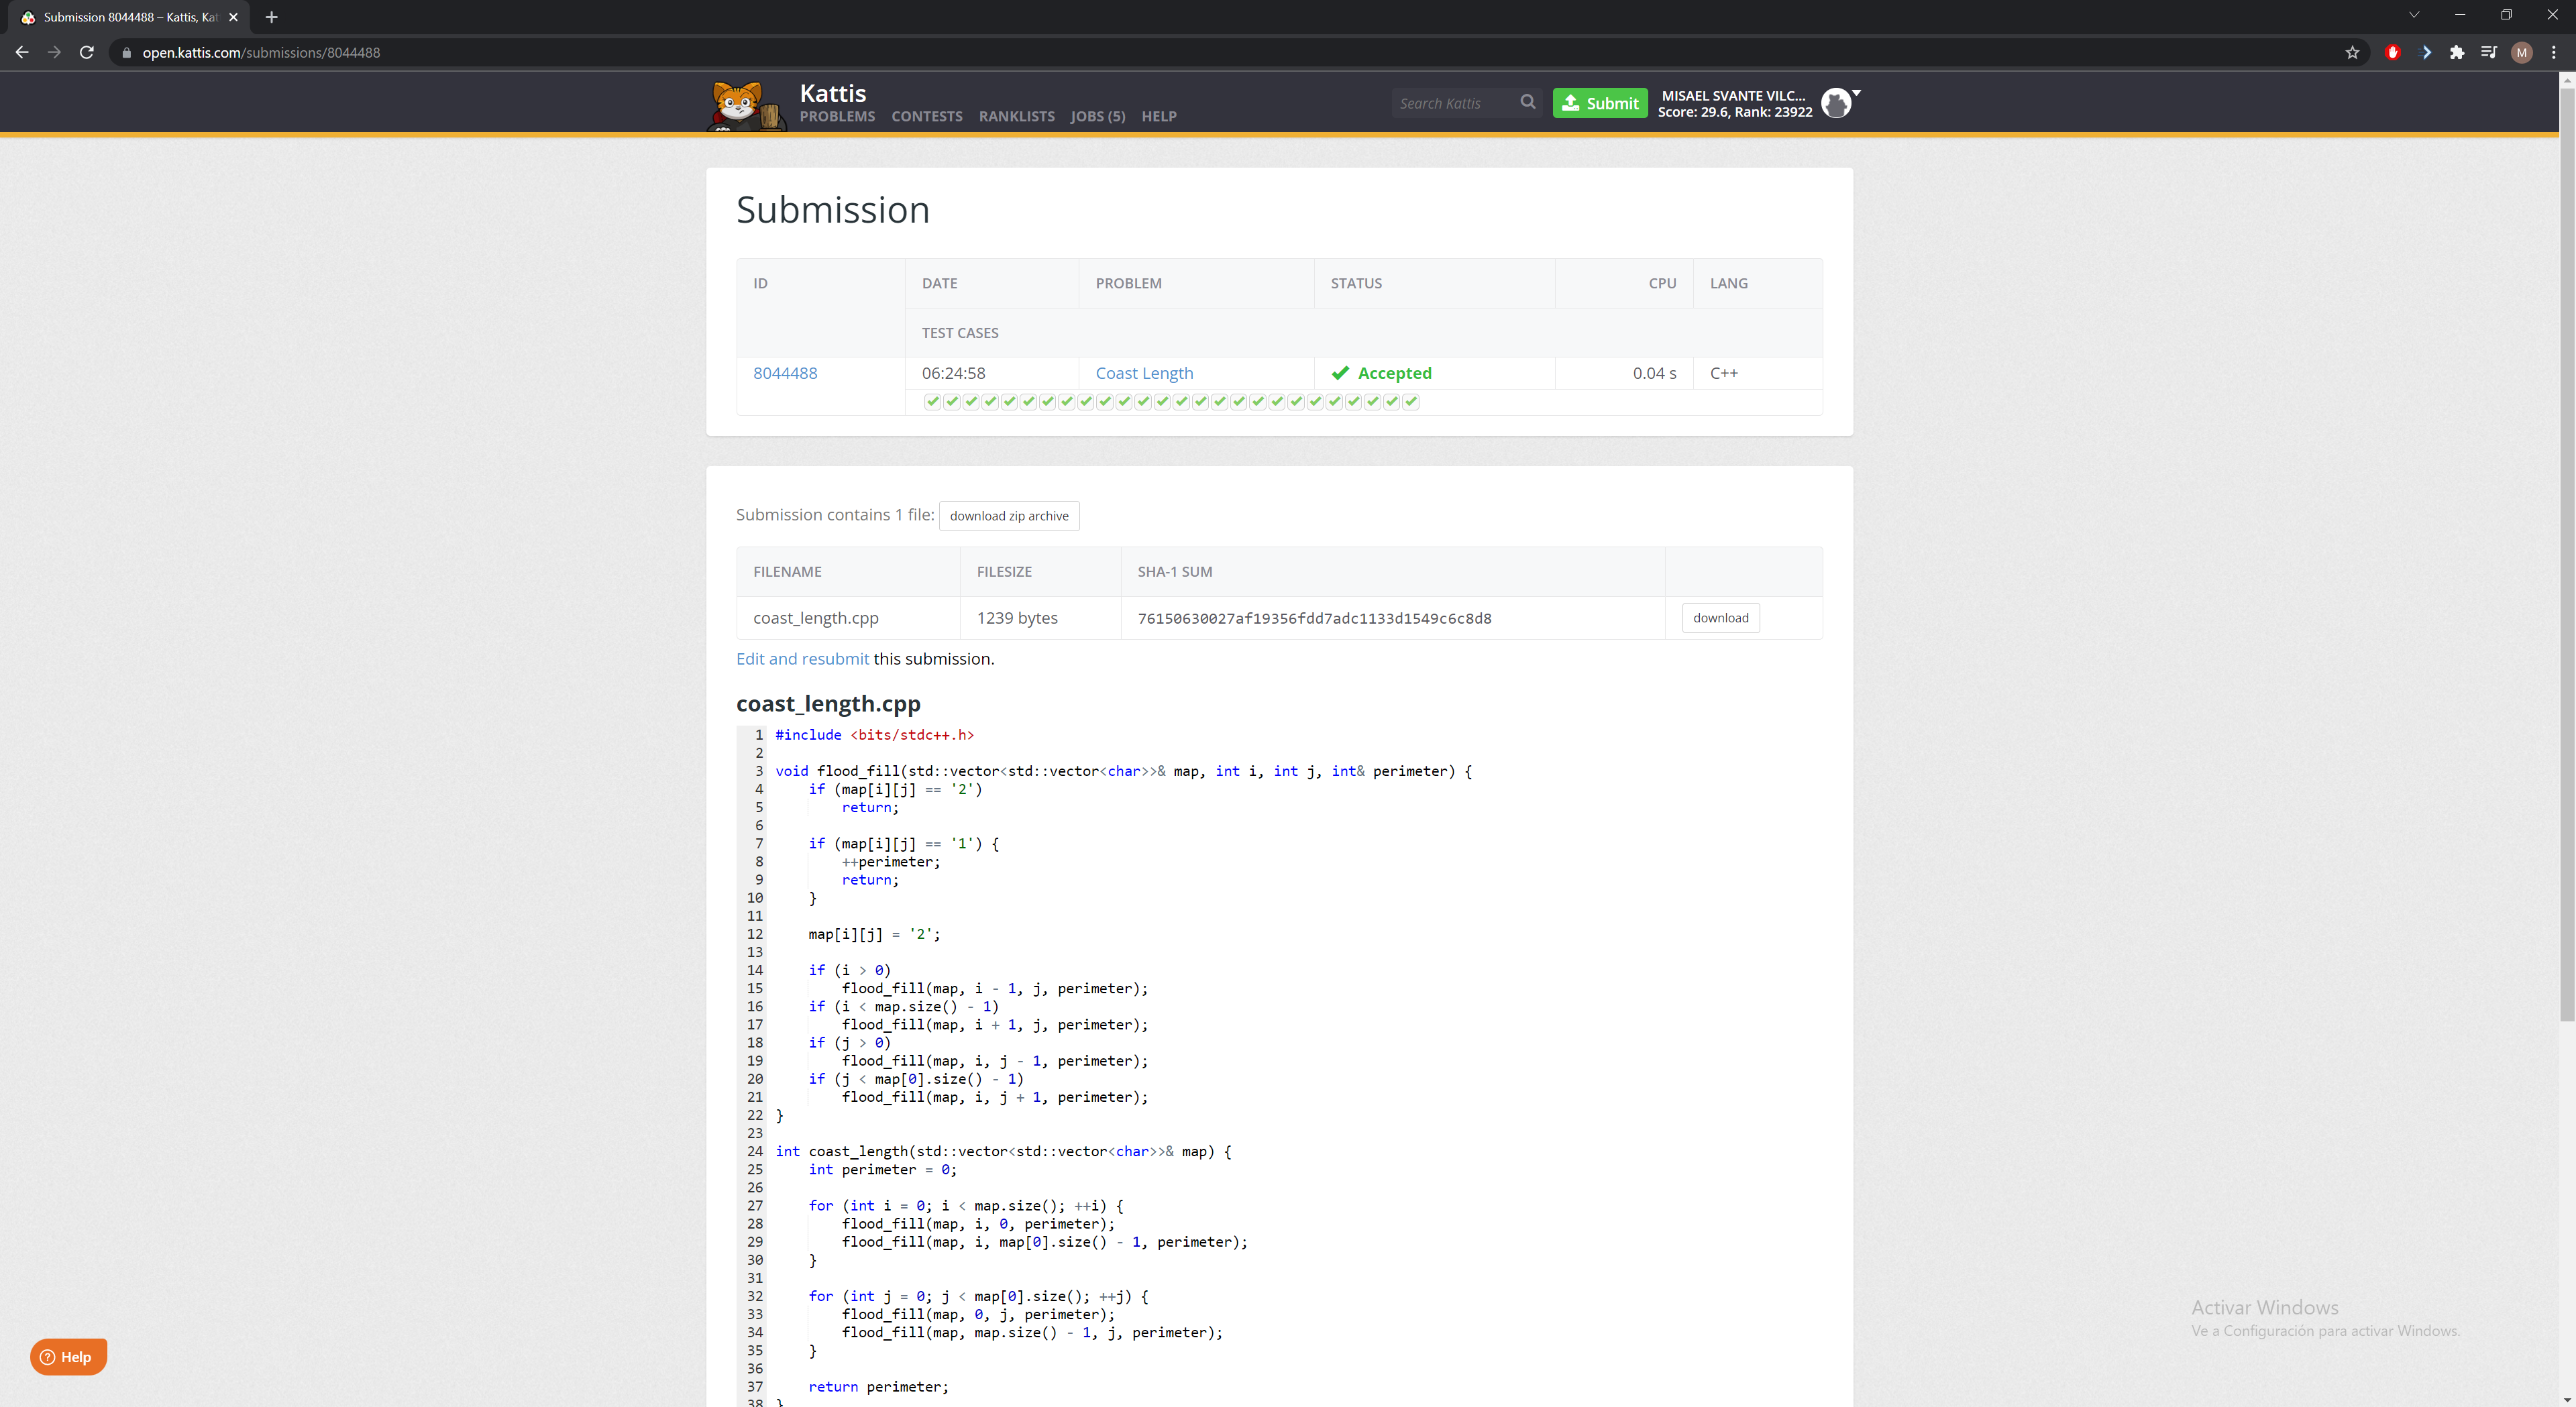 Submission 8044488 – Kattis, Kat
open.kattis.com/submissions/8044488
M
Kattis
PROBLEMS CONTESTS RANKLISTS JOBS (5) HELP
Search Kattis
Submit
MISAEL SVANTE VILC...
Score: 29.6, Rank: 23922
Submission
ID DATE PROBLEM STATUS CPU LANG
TEST CASES
8044488 06:24:58 Coast Length Accepted 0.04 s C++
Submission contains 1 file: download zip archive
FILENAME FILESIZE SHA-1 SUM
coast_length.cpp 1239 bytes 76150630027af19356fdd7adc1133d1549c6c8d8 download
Edit and resubmit this submission.
coast_length.cpp
1 #include <bits/stdc++.h>
2
3 void flood_fill(std::vector<std::vector<char>>& map, int i, int j, int& perimeter) {
4     if (map[i][j] == '2')
5         return;
6
7     if (map[i][j] == '1') {
8         ++perimeter;
9         return;
10     }
11
12     map[i][j] = '2';
13
14     if (i > 0)
15         flood_fill(map, i - 1, j, perimeter);
16     if (i < map.size() - 1)
17         flood_fill(map, i + 1, j, perimeter);
18     if (j > 0)
19         flood_fill(map, i, j - 1, perimeter);
20     if (j < map[0].size() - 1)
21         flood_fill(map, i, j + 1, perimeter);
22 }
23
24 int coast_length(std::vector<std::vector<char>>& map) {
25     int perimeter = 0;
26
27     for (int i = 0; i < map.size(); ++i) {
28         flood_fill(map, i, 0, perimeter);
29         flood_fill(map, i, map[0].size() - 1, perimeter);
30     }
31
32     for (int j = 0; j < map[0].size(); ++j) {
33         flood_fill(map, 0, j, perimeter);
34         flood_fill(map, map.size() - 1, j, perimeter);
35     }
36
37     return perimeter;
38 }
Help
Activar Windows
Ve a Configuración para activar Windows.